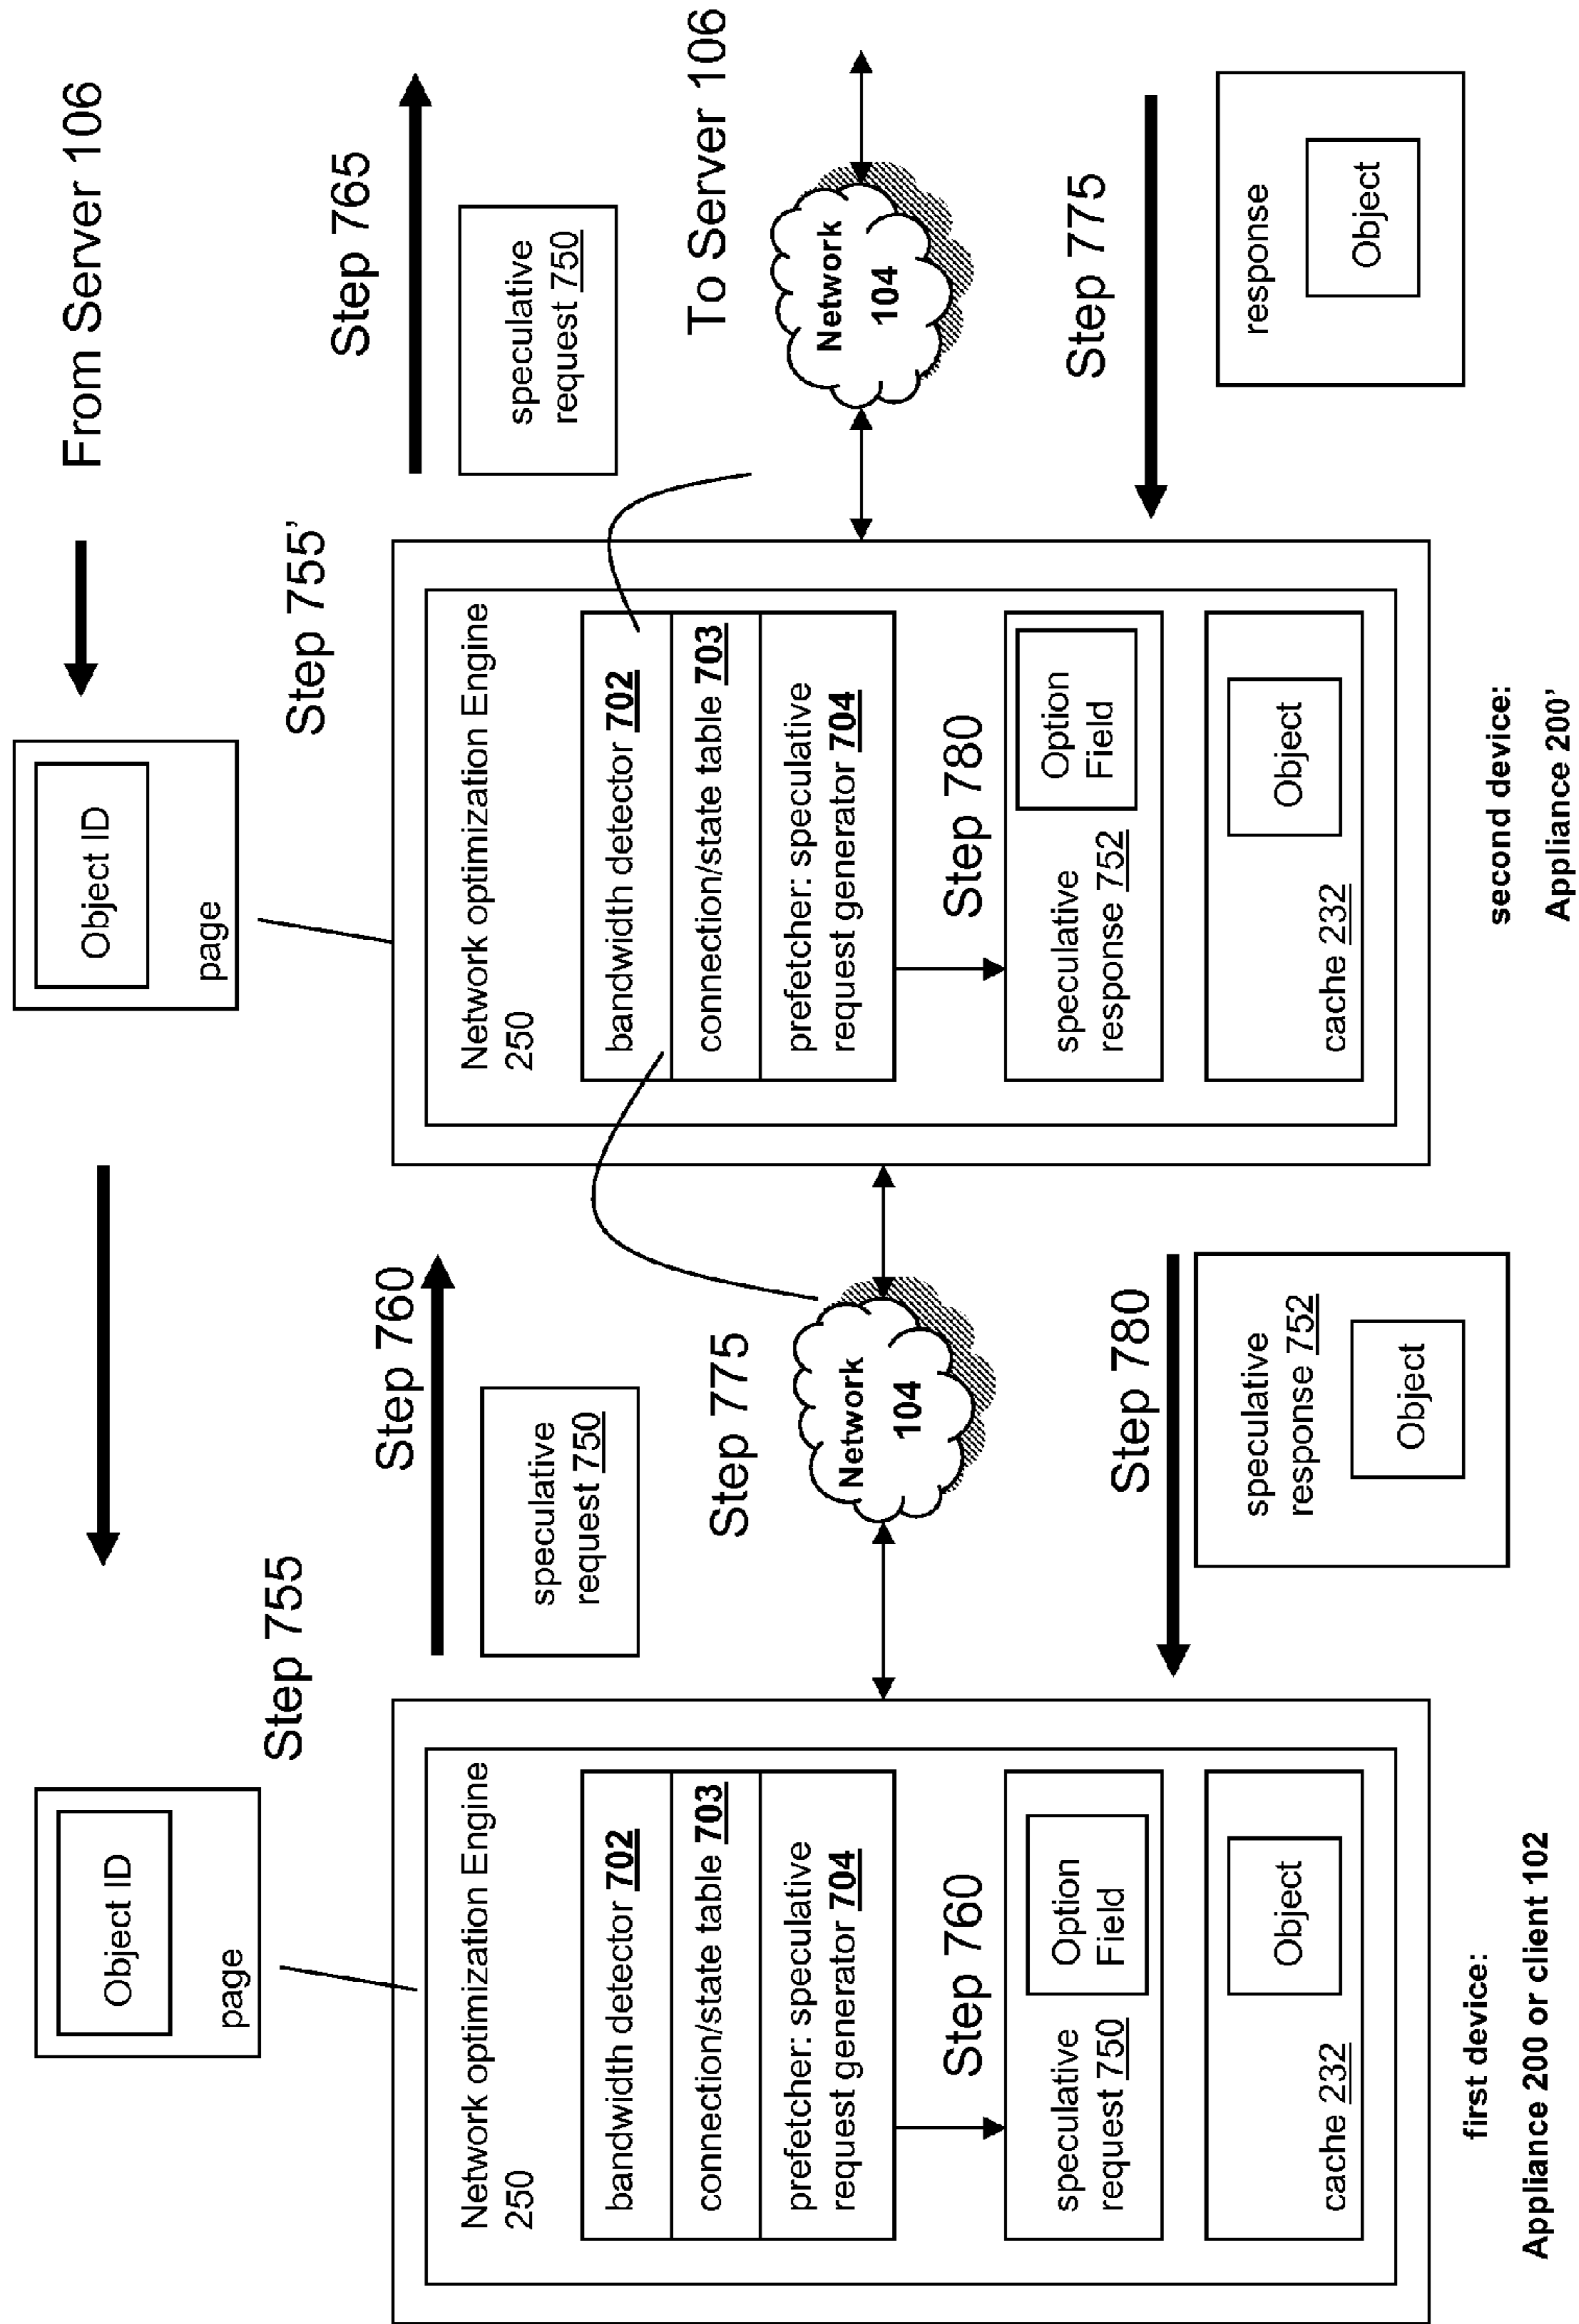 From Server 106
Object ID
page
Step 755'
Object ID
page
Step 755
Step 765
speculative
request 750
Step 760
speculative
request 750
To Server 106
Network
104
Step 775
Network
104
Step 775
response
Object
Step 780
speculative
response 752
Object
Network optimization Engine
250
bandwidth detector 702
connection/state table 703
prefetcher: speculative
request generator 704
Step 760
speculative
request 750
Option
Field
Object
cache 232
first device:
Appliance 200 or client 102
Network optimization Engine
250
bandwidth detector 702
connection/state table 703
prefetcher: speculative
request generator 704
Step 780
speculative
response 752
Option
Field
Object
cache 232
second device:
Appliance 200'